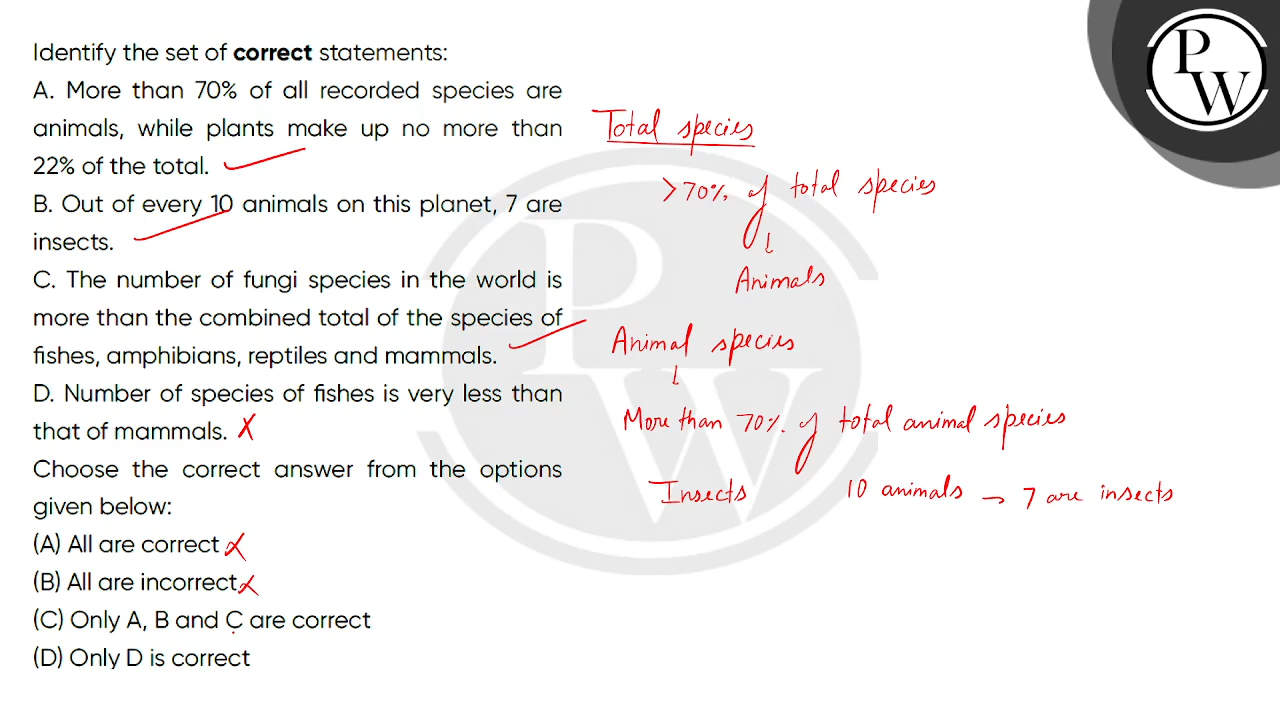 Identify the set of correct statements:
A. More than 70% of all recorded species are
animals, while plants make up no more than
22% of the total.
B. Out of every 10 animals on this planet, 7 are
insects.
C. The number of fungi species in the world is
more than the combined total of the species of
fishes, amphibians, reptiles and mammals.
D. Number of species of fishes is very less than
that of mammals. X
Choose the correct answer from the options
given below:
(A) All are correct
(B) All are incorrect
(C) Only A, B and C are correct
(D) Only D is correct
Total species
>70% of total species
↓
Animals
Animal species
↓
More than 70% of total animal species
Insects 10 animals → 7 are insects
P
W
P
W